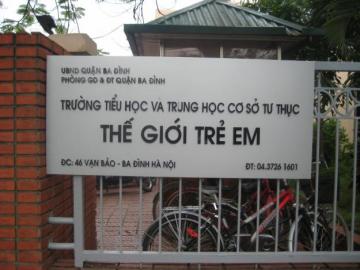 UBND QUẬN BA ĐÌNH
PHÒNG GD & ĐT QUẬN BA ĐÌNH
TRƯỜNG TIỂU HỌC VÀ TRUNG HỌC CƠ SỞ TƯ THỤC
THẾ GIỚI TRẺ EM
ĐC: 46 VẠN BẢO - BA ĐÌNH HÀ NỘI ĐT: 04.3726 1601